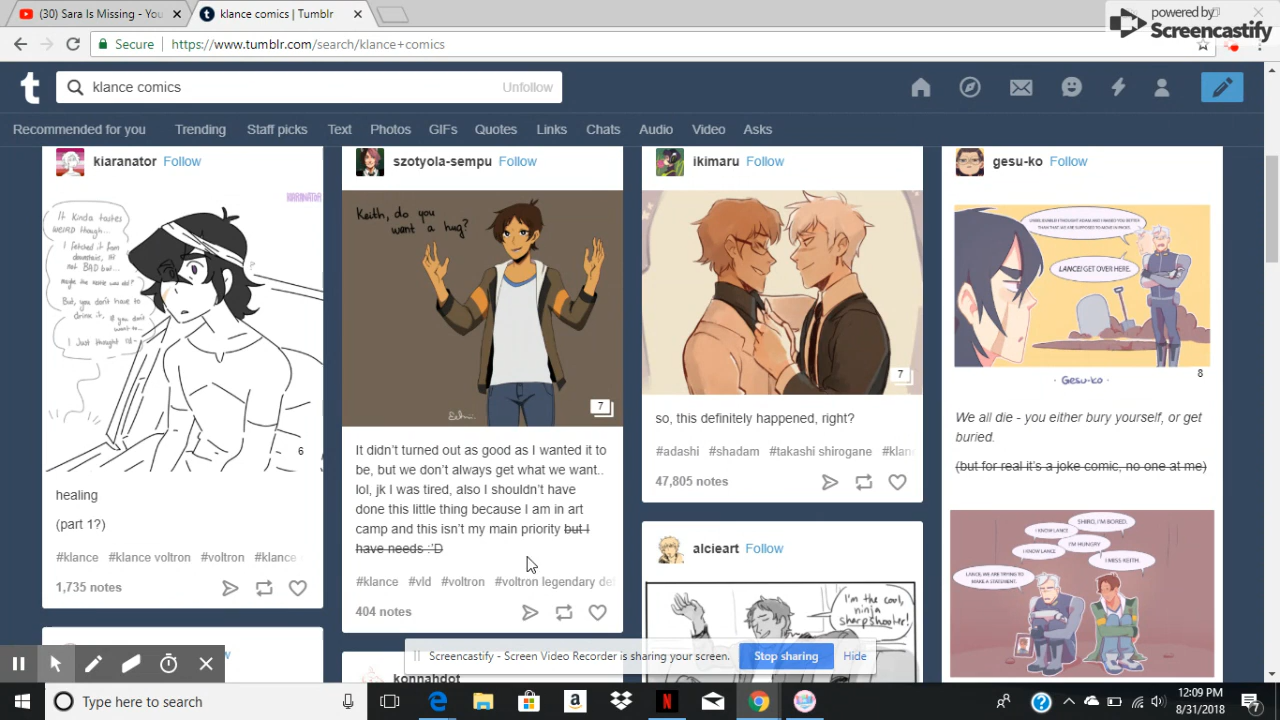 (30) Sara Is Missing - You
klance comics | Tumblr
powered by
Screencastify
Secure
https://www.tumblr.com/search/klance+comics
t
klance comics
Unfollow
Recommended for you
Trending
Staff picks
Text
Photos
GIFs
Quotes
Links
Chats
Audio
Video
Asks
kiaranator Follow
KIARANATOR
It kinda tastes
WEIRD though...
I fetched it from
downstairs, it's
not BAD but...
But, you don't have to
drink it, if you don't
want to...
I just thought I'd-
6
healing
(part 1?)
#klance #klance voltron #voltron #klance
1,735 notes
szotyola-sempu Follow
Keith, do you
want a hug?
7
It didn't turned out as good as I wanted it to
be, but we don't always get what we want..
lol, jk I was tired, also I shouldn't have
done this little thing because I am in art
camp and this isn't my main priority but I
have needs :'D
#klance #vld #voltron #voltron legendary de
404 notes
konnahdot
ikimaru Follow
7
so, this definitely happened, right?
#adashi #shadam #takashi shirogane #klan
47,805 notes
alcieart Follow
I'm the cool,
ninja
sharpshooter!
gesu-ko Follow
LANCE! GET OVER HERE.
Gesu-ko
8
We all die - you either bury yourself, or get
buried.
(but for real it's a joke comic, no one at me)
SHIRO, I'M BORED.
I KNOW LANCE
I'M HUNGRY
I KNOW LANCE
I MISS KEITH.
LANCE, WE ARE TRYING TO
MAKE A STATEMENT.
Screencastify - Screen Video Recorder is sharing your screen.
Stop sharing
Hide
Type here to search
12:09 PM
8/31/2018
7